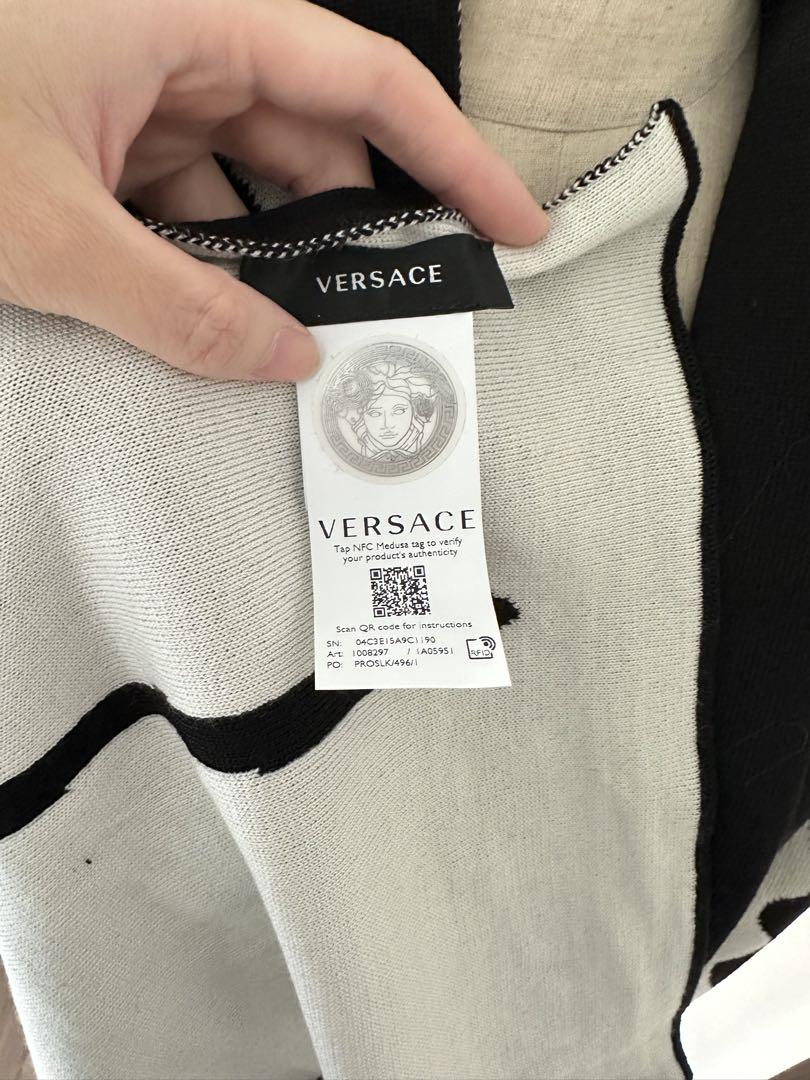 VERSACE
VERSACE
Tap NFC Medusa tag to verify
your product's authenticity
Scan QR code for instructions
SN: 04C3E15A9C1190
Art: 1008297 / 1A05951
PO: PROSLK/496/1
RFID